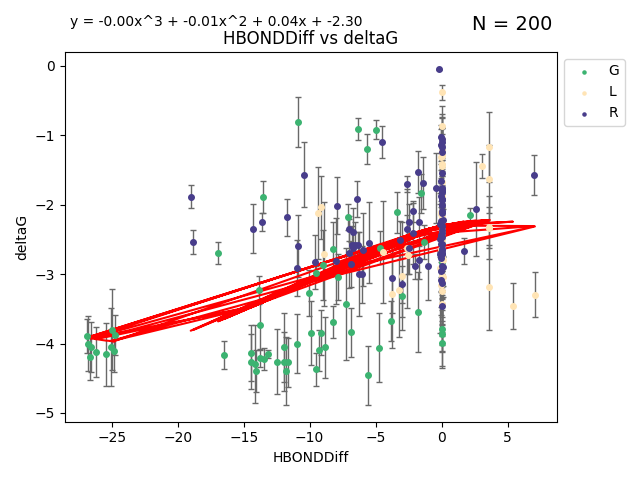 y = -0.00x^3 + -0.01x^2 + 0.04x + -2.30
N = 200
HBONDDiff vs deltaG
G
L
R
deltaG
0
−1
−2
−3
−4
−5
−25 −20 −15 −10 −5 0 5
HBONDDiff